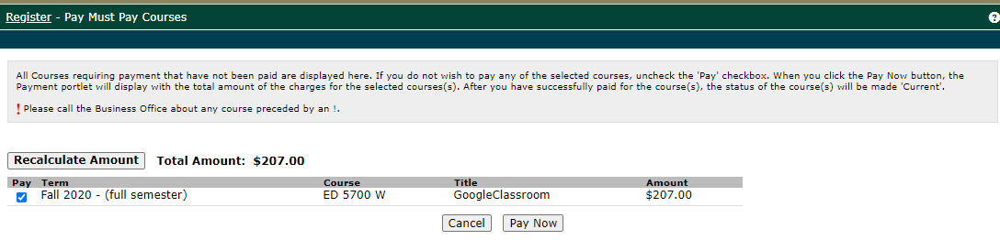 Register - Pay Must Pay Courses
?
All Courses requiring payment that have not been paid are displayed here. If you do not wish to pay any of the selected courses, uncheck the 'Pay' checkbox. When you click the Pay Now button, the
Payment portlet will display with the total amount of the charges for the selected courses(s). After you have successfully paid for the course(s), the status of the course(s) will be made 'Current'.
! Please call the Business Office about any course preceded by an !.
Recalculate Amount Total Amount: $207.00
Pay Term Course Title Amount
Fall 2020 - (full semester) ED 5700 W GoogleClassroom $207.00
Cancel Pay Now